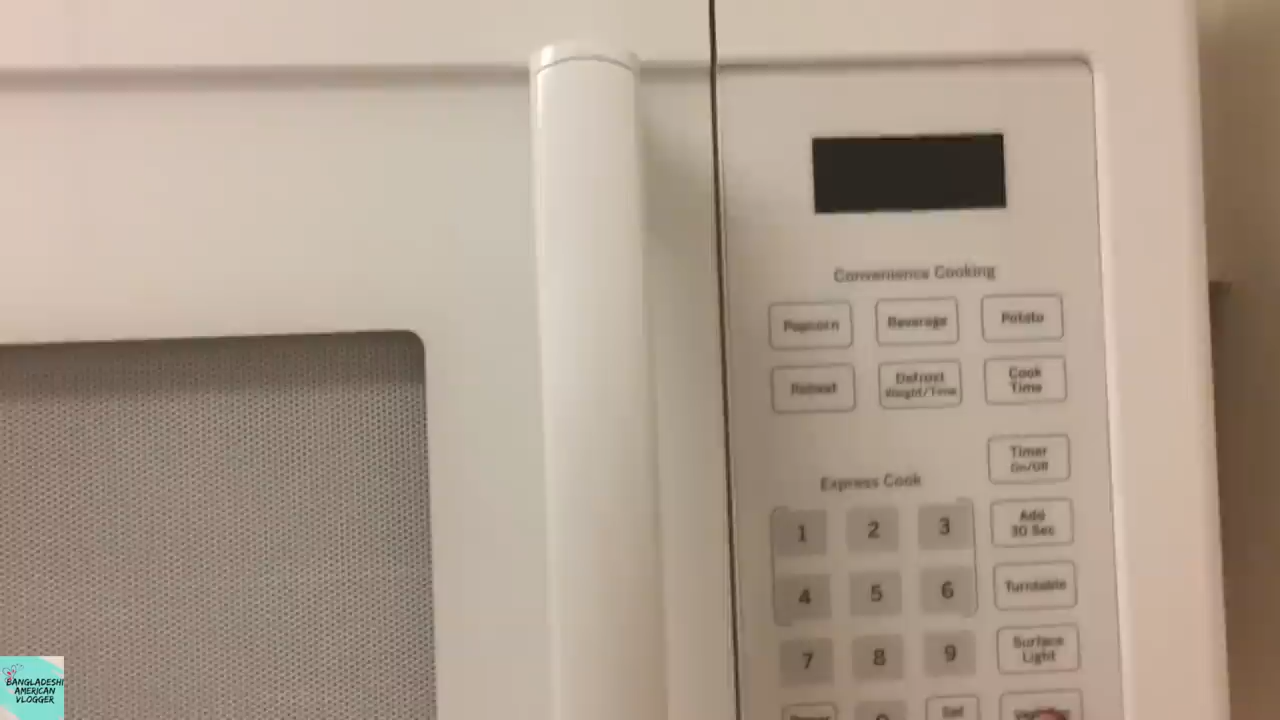 Convenience Cooking
Popcorn
Beverage
Potato
Reheat
Defrost
Weight/Time
Cook
Time
Timer
On/Off
Express Cook
1
2
3
Add
30 Sec
4
5
6
Turntable
7
8
9
Surface
Light
0
BANGLADESHI
AMERICAN
VLOGGER